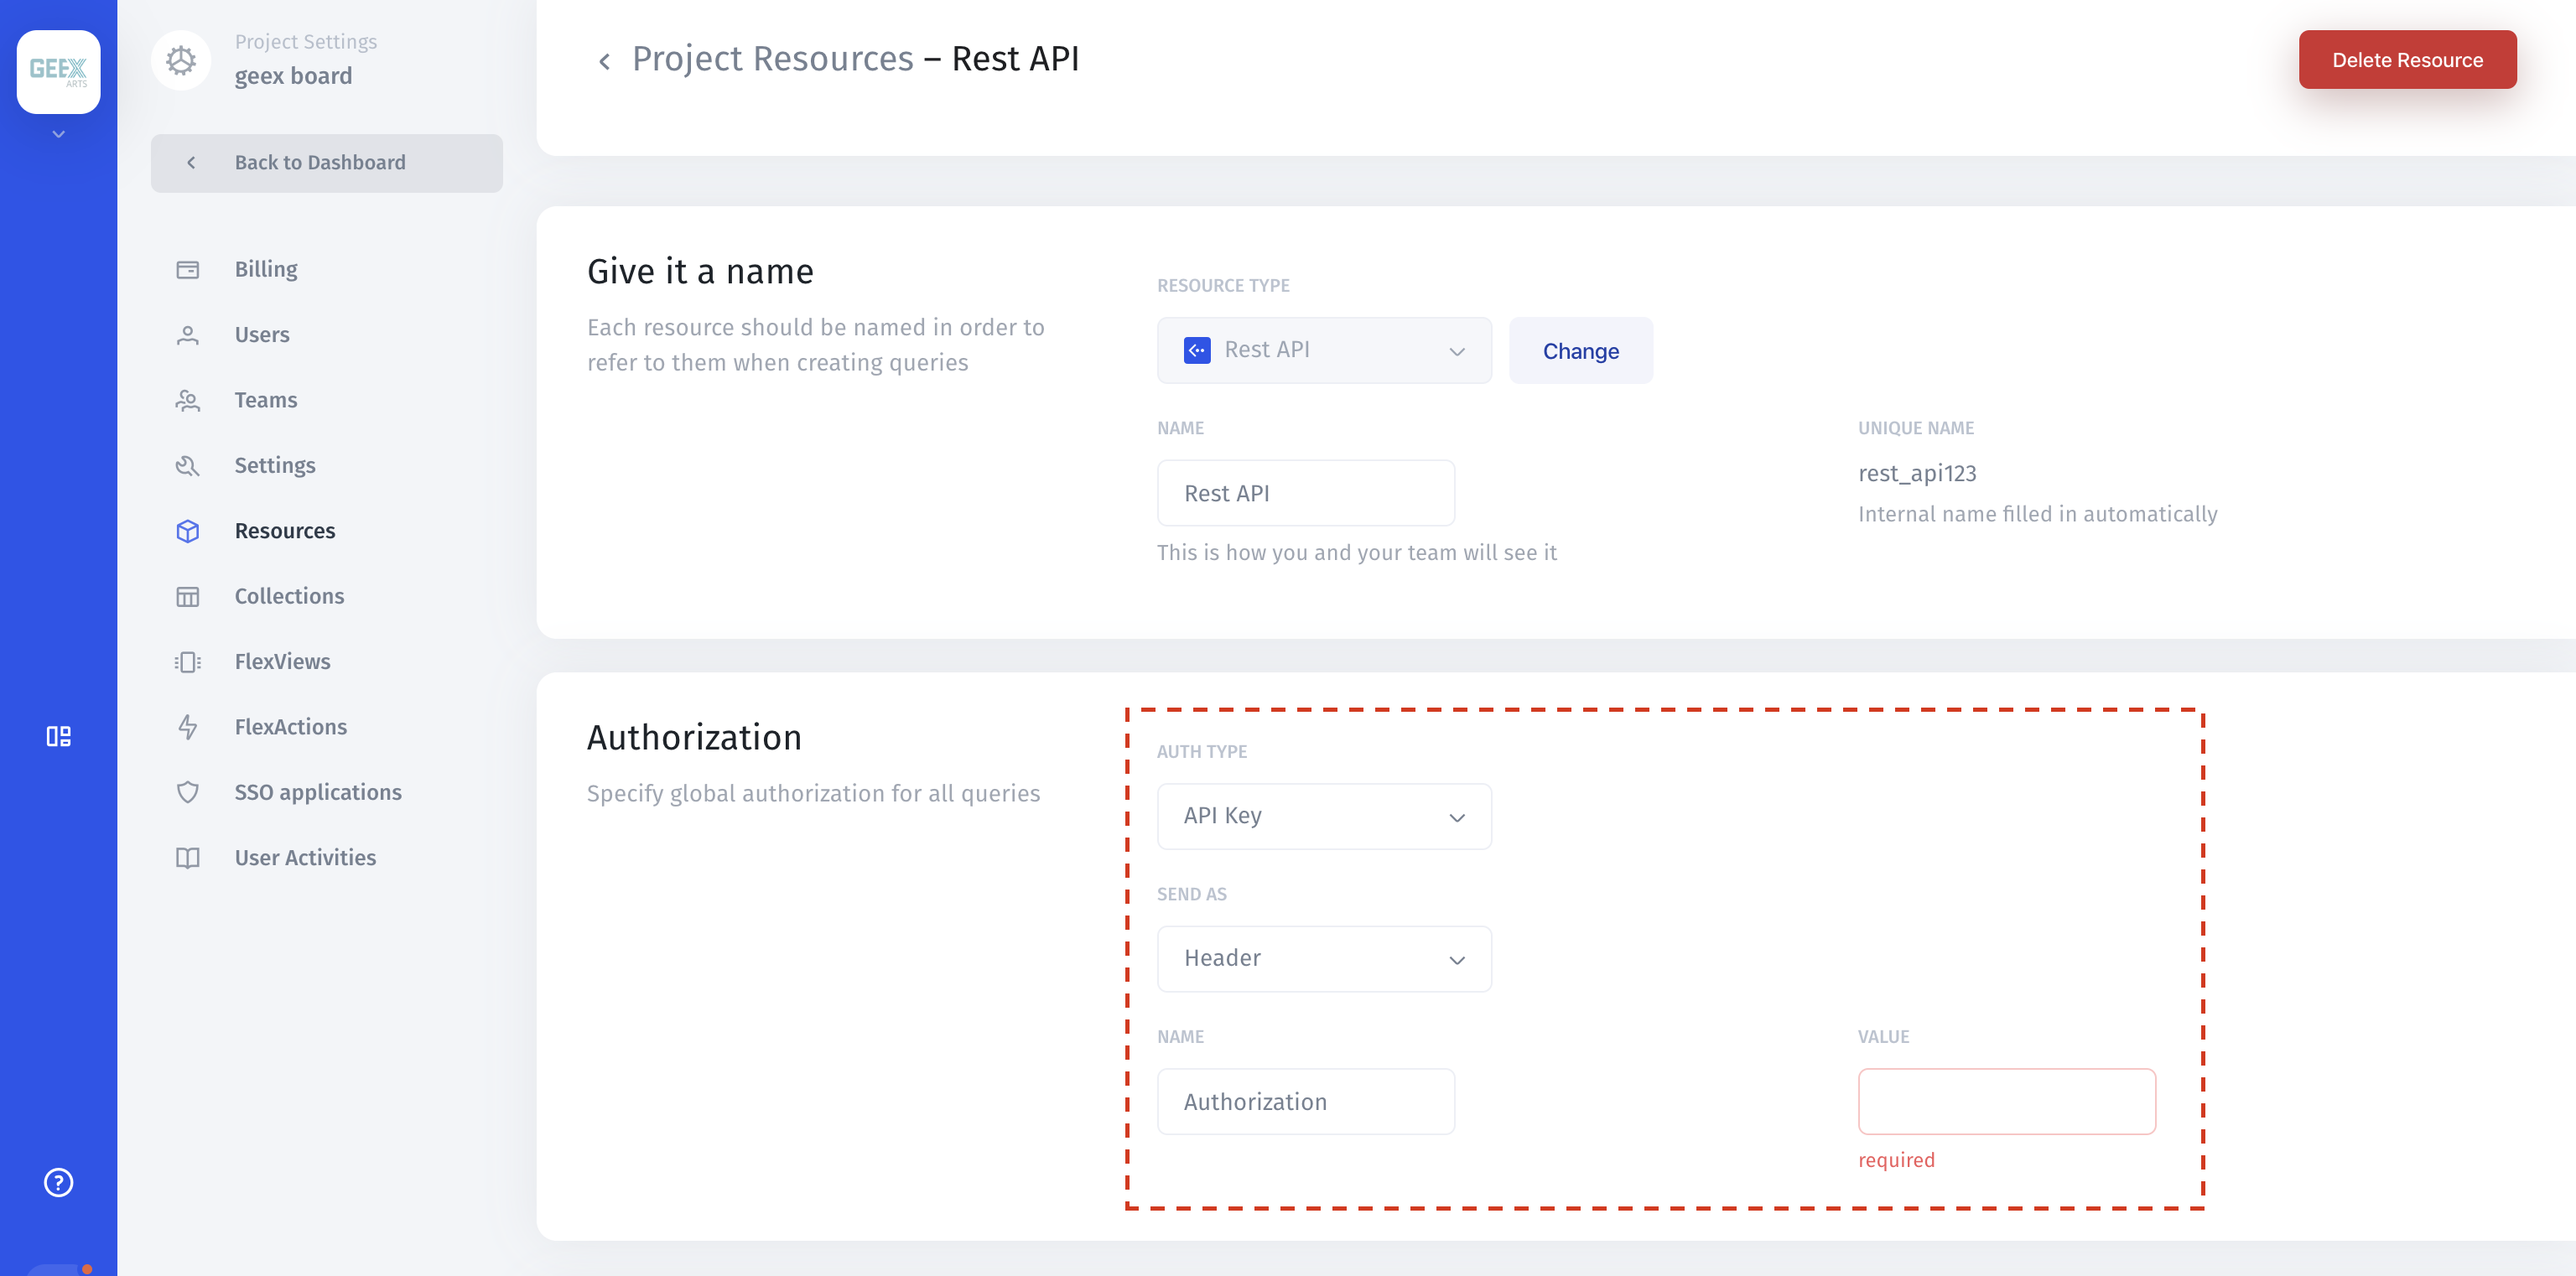 GEEX
ARTS
Project Settings
geex board
Back to Dashboard
Billing
Users
Teams
Settings
Resources
Collections
FlexViews
FlexActions
SSO applications
User Activities
Project Resources – Rest API
Delete Resource
Give it a name
Each resource should be named in order to
refer to them when creating queries
RESOURCE TYPE
Rest API
Change
NAME
Rest API
This is how you and your team will see it
UNIQUE NAME
rest_api123
Internal name filled in automatically
Authorization
Specify global authorization for all queries
AUTH TYPE
API Key
SEND AS
Header
NAME
Authorization
VALUE
required